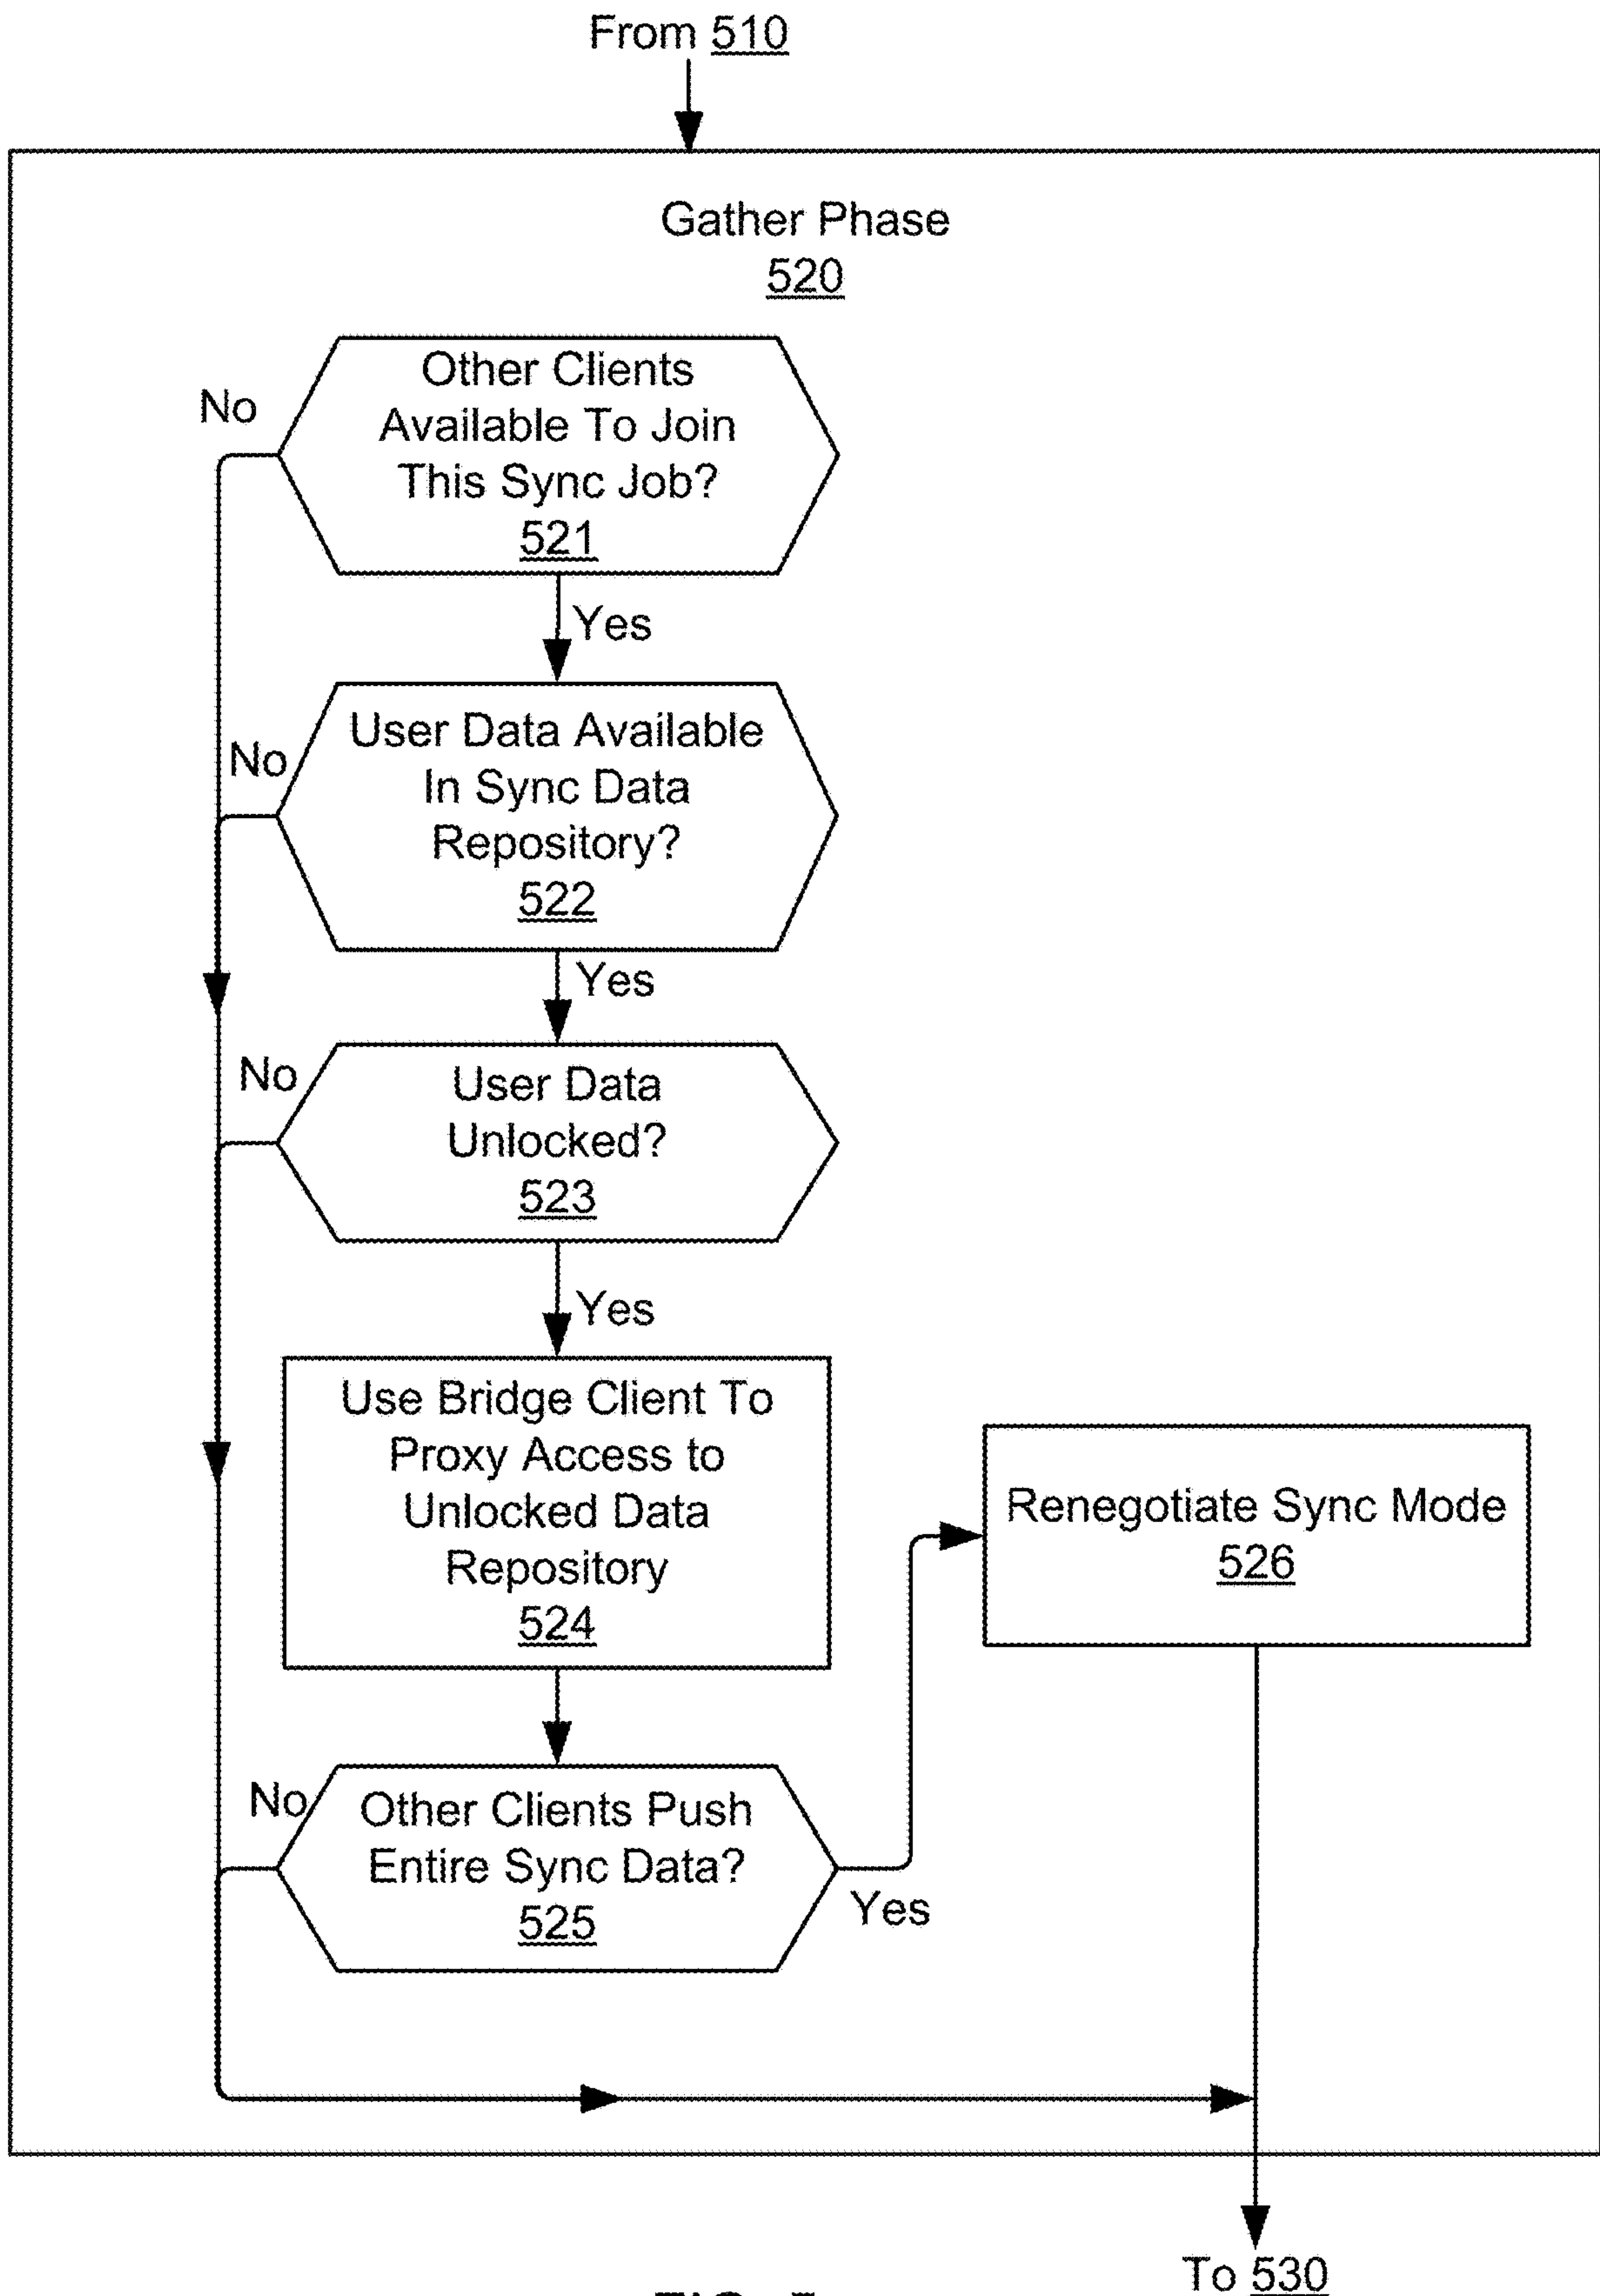 From 510
Gather Phase
520
Other Clients
Available To Join
This Sync Job?
521
No
Yes
User Data Available
In Sync Data
Repository?
522
No
Yes
User Data
Unlocked?
523
No
Yes
Use Bridge Client To
Proxy Access to
Unlocked Data
Repository
524
Renegotiate Sync Mode
526
Other Clients Push
Entire Sync Data?
525
No
Yes
To 530